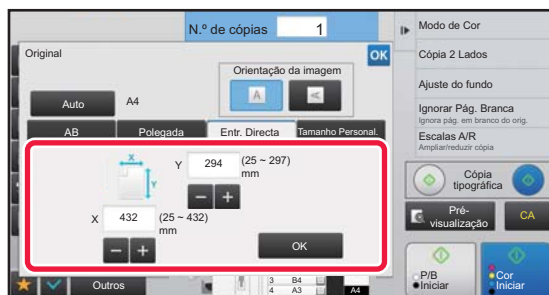 N.º de cópias 1
Original
OK
Orientação da imagem
A
Auto
A4
AB
Polegada
Entr. Directa
Tamanho Personal.
X
Y
Y 294 (25 ~ 297)
mm
X 432 (25 ~ 432)
mm
OK
Outros
3 B4
4 A3
A4
Modo de Cor
Cópia 2 Lados
Ajuste do fundo
Ignorar Pág. Branca
Ignora pág. em branco do orig.
Escalas A/R
Ampliar/reduzir cópia
Cópia
tipográfica
Pré-
visualização
CA
P/B
Iniciar
Cor
Iniciar